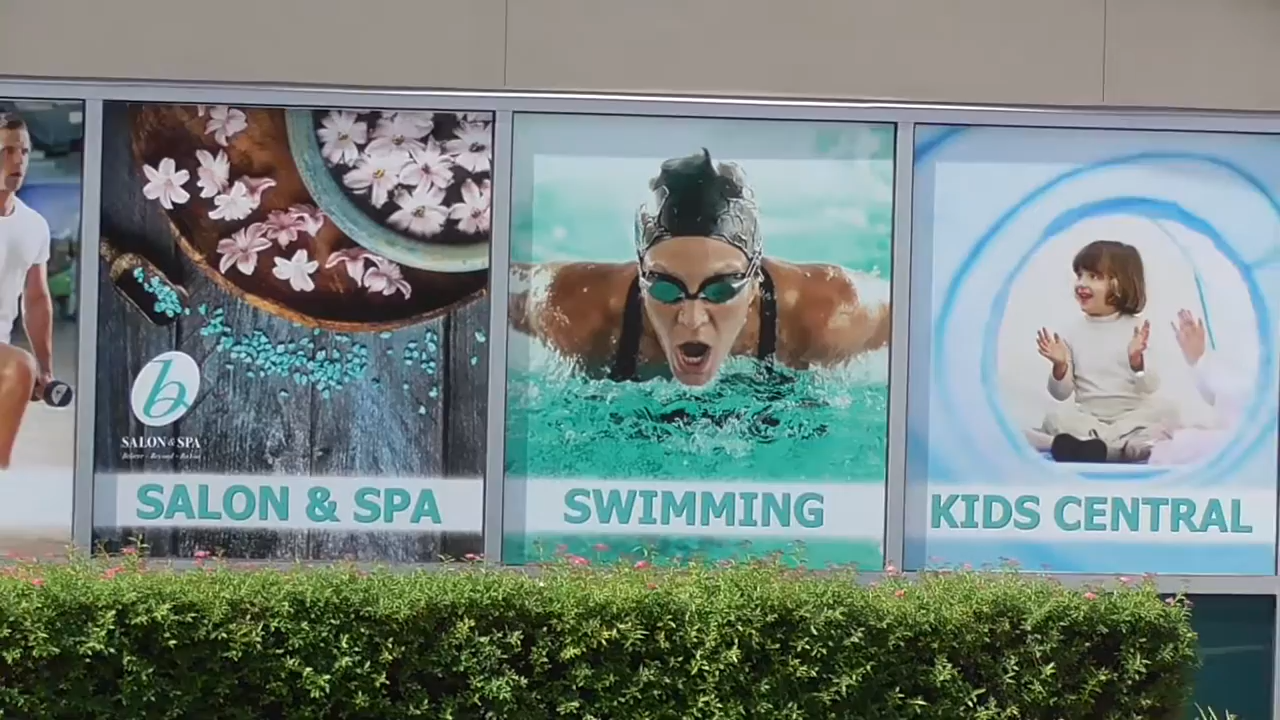 b
SALON & SPA
SALON & SPA
SWIMMING
KIDS CENTRAL